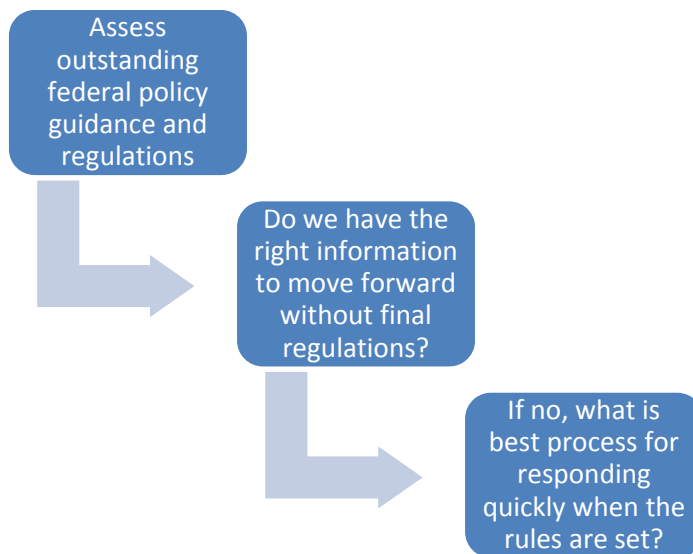 Assess
outstanding
federal policy
guidance and
regulations
Do we have the
right information
to move forward
without final
regulations?
If no, what is
best process for
responding
quickly when the
rules are set?